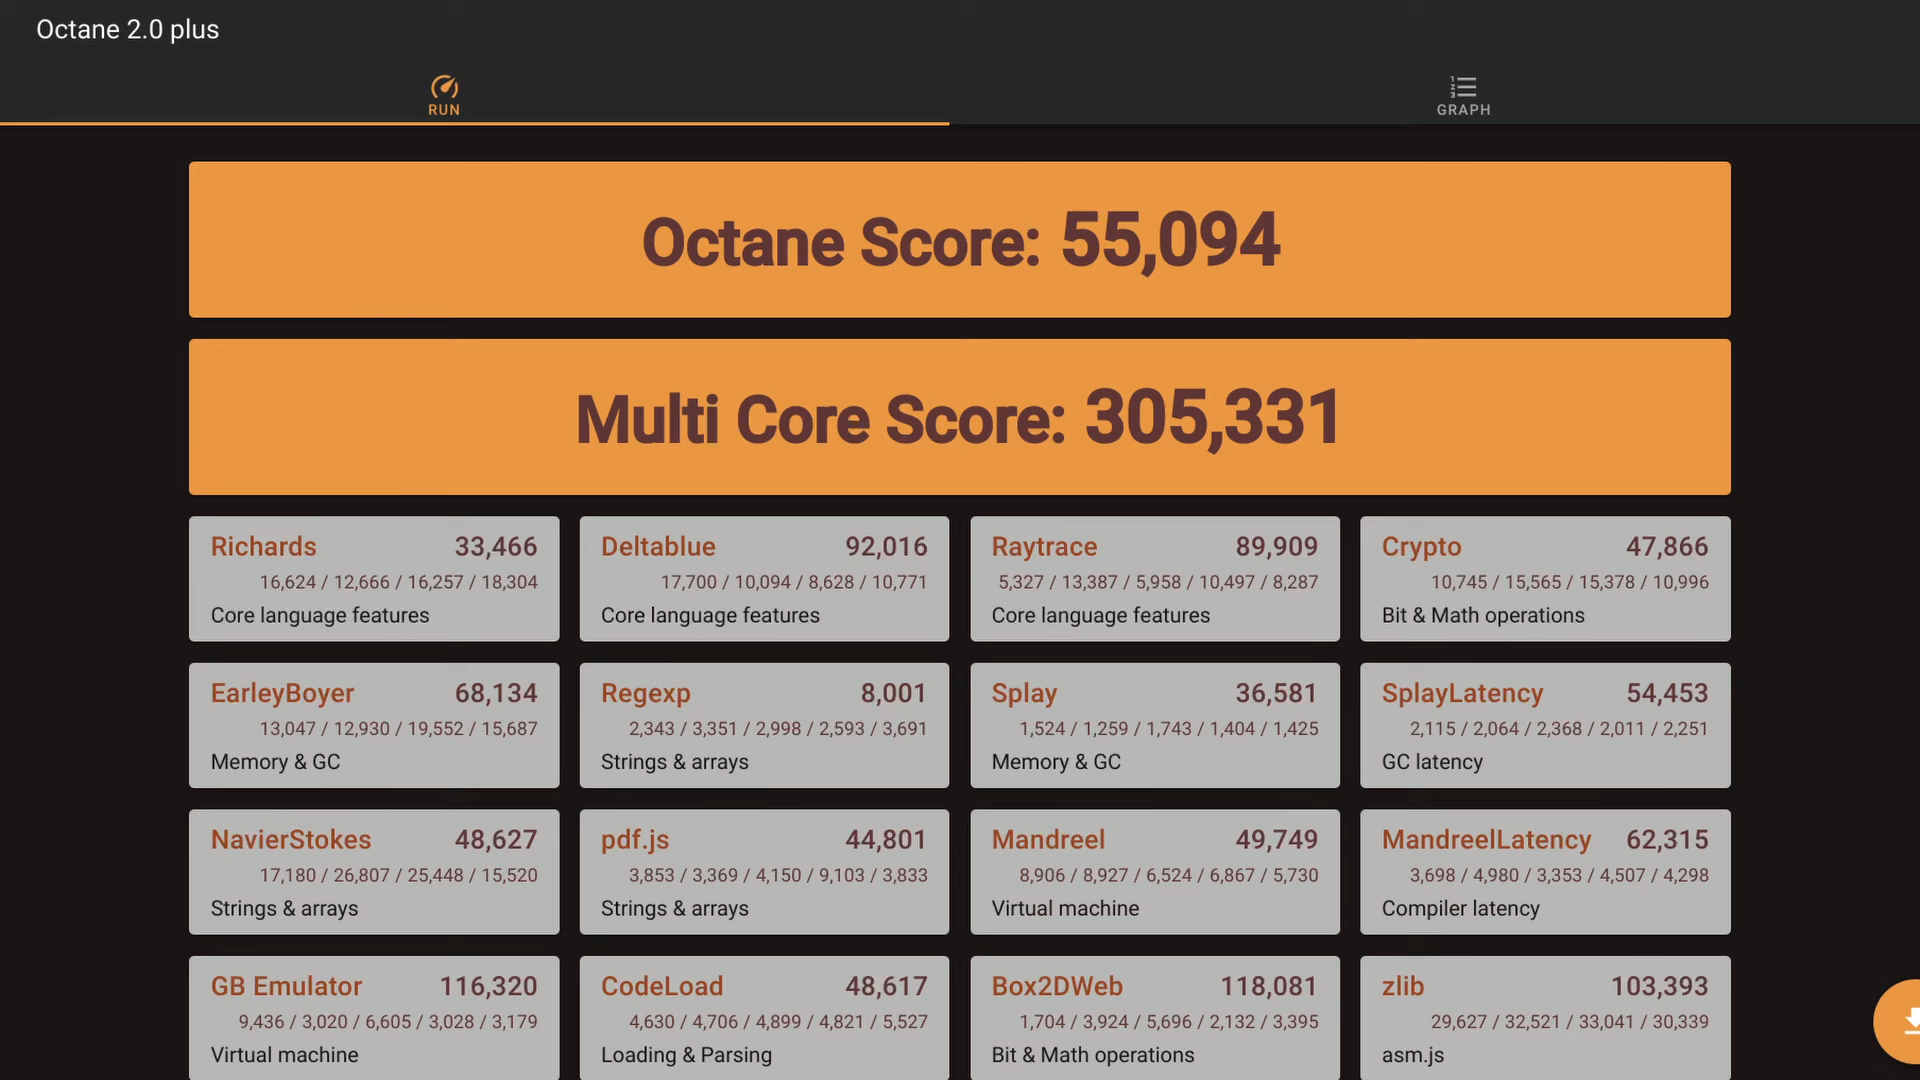 Octane 2.0 plus
RUN
GRAPH
Octane Score: 55,094
Multi Core Score: 305,331
Richards 33,466
16,624 / 12,666 / 16,257 / 18,304
Core language features
Deltablue 92,016
17,700 / 10,094 / 8,628 / 10,771
Core language features
Raytrace 89,909
5,327 / 13,387 / 5,958 / 10,497 / 8,287
Core language features
Crypto 47,866
10,745 / 15,565 / 15,378 / 10,996
Bit & Math operations
EarleyBoyer 68,134
13,047 / 12,930 / 19,552 / 15,687
Memory & GC
Regexp 8,001
2,343 / 3,351 / 2,998 / 2,593 / 3,691
Strings & arrays
Splay 36,581
1,524 / 1,259 / 1,743 / 1,404 / 1,425
Memory & GC
SplayLatency 54,453
2,115 / 2,064 / 2,368 / 2,011 / 2,251
GC latency
NavierStokes 48,627
17,180 / 26,807 / 25,448 / 15,520
Strings & arrays
pdf.js 44,801
3,853 / 3,369 / 4,150 / 9,103 / 3,833
Strings & arrays
Mandreel 49,749
8,906 / 8,927 / 6,524 / 6,867 / 5,730
Virtual machine
MandreelLatency 62,315
3,698 / 4,980 / 3,353 / 4,507 / 4,298
Compiler latency
GB Emulator 116,320
9,436 / 3,020 / 6,605 / 3,028 / 3,179
Virtual machine
CodeLoad 48,617
4,630 / 4,706 / 4,899 / 4,821 / 5,527
Loading & Parsing
Box2DWeb 118,081
1,704 / 3,924 / 5,696 / 2,132 / 3,395
Bit & Math operations
zlib 103,393
29,627 / 32,521 / 33,041 / 30,339
asm.js